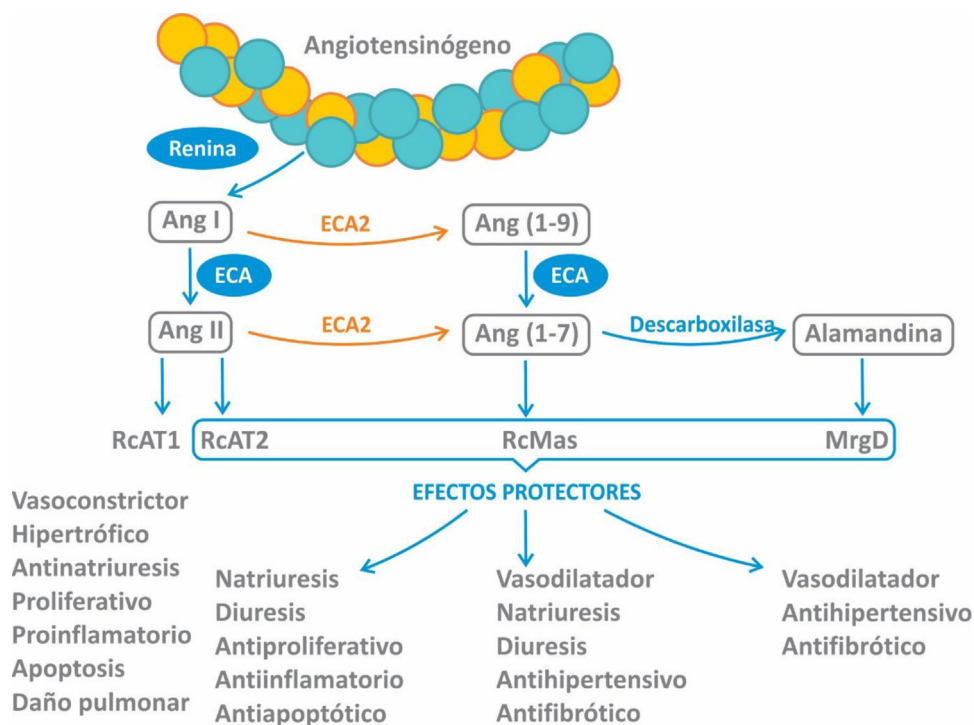 Angiotensinógeno
Renina
Ang I
ECA2
Ang (1-9)
ECA
ECA
Ang II
ECA2
Ang (1-7)
Descarboxilasa
Alamandina
RcAT1
RcAT2
RcMas
MrgD
EFECTOS PROTECTORES
Vasoconstrictor
Hipertrófico
Antinatriuresis
Proliferativo
Proinflamatorio
Apoptosis
Daño pulmonar
Natriuresis
Diuresis
Antiproliferativo
Antiinflamatorio
Antiapoptótico
Vasodilatador
Natriuresis
Diuresis
Antihipertensivo
Antifibrótico
Vasodilatador
Antihipertensivo
Antifibrótico